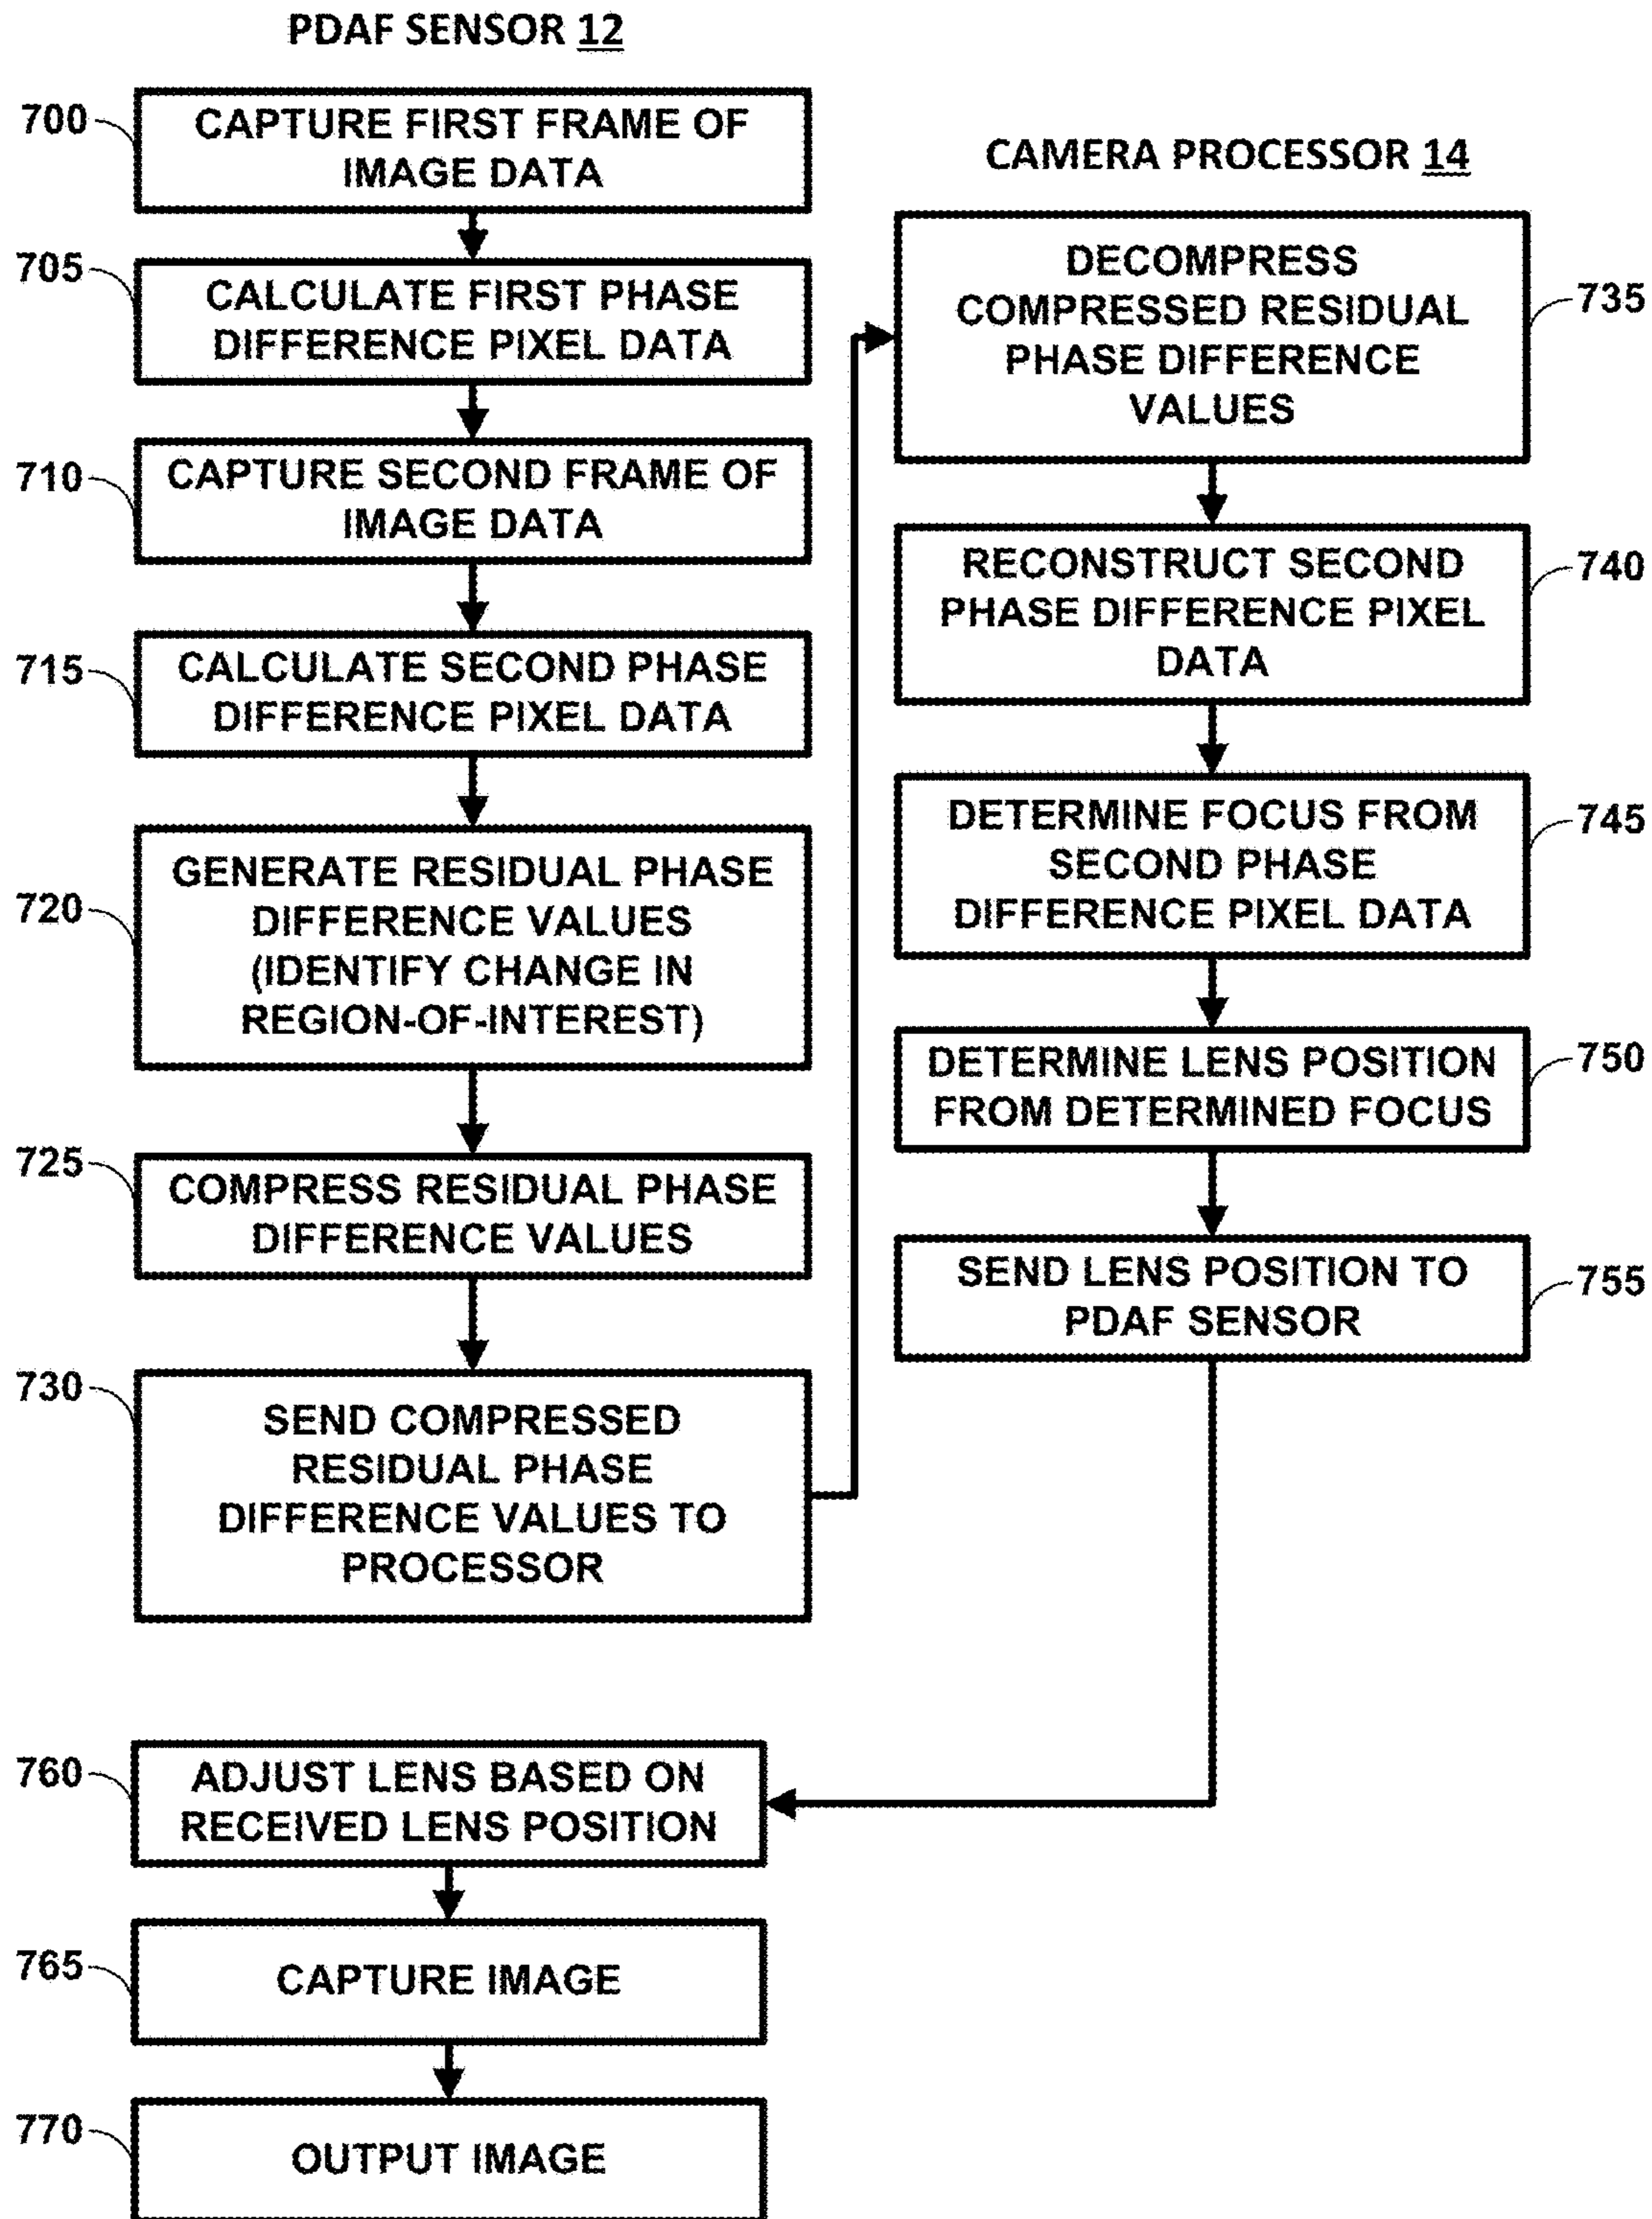 PDAF SENSOR 12
700
CAPTURE FIRST FRAME OF
IMAGE DATA
705
CALCULATE FIRST PHASE
DIFFERENCE PIXEL DATA
710
CAPTURE SECOND FRAME OF
IMAGE DATA
715
CALCULATE SECOND PHASE
DIFFERENCE PIXEL DATA
720
GENERATE RESIDUAL PHASE
DIFFERENCE VALUES
(IDENTIFY CHANGE IN
REGION-OF-INTEREST)
725
COMPRESS RESIDUAL PHASE
DIFFERENCE VALUES
730
SEND COMPRESSED
RESIDUAL PHASE
DIFFERENCE VALUES TO
PROCESSOR
CAMERA PROCESSOR 14
DECOMPRESS
COMPRESSED RESIDUAL
PHASE DIFFERENCE
VALUES
735
RECONSTRUCT SECOND
PHASE DIFFERENCE PIXEL
DATA
740
DETERMINE FOCUS FROM
SECOND PHASE
DIFFERENCE PIXEL DATA
745
DETERMINE LENS POSITION
FROM DETERMINED FOCUS
750
SEND LENS POSITION TO
PDAF SENSOR
755
760
ADJUST LENS BASED ON
RECEIVED LENS POSITION
765
CAPTURE IMAGE
770
OUTPUT IMAGE